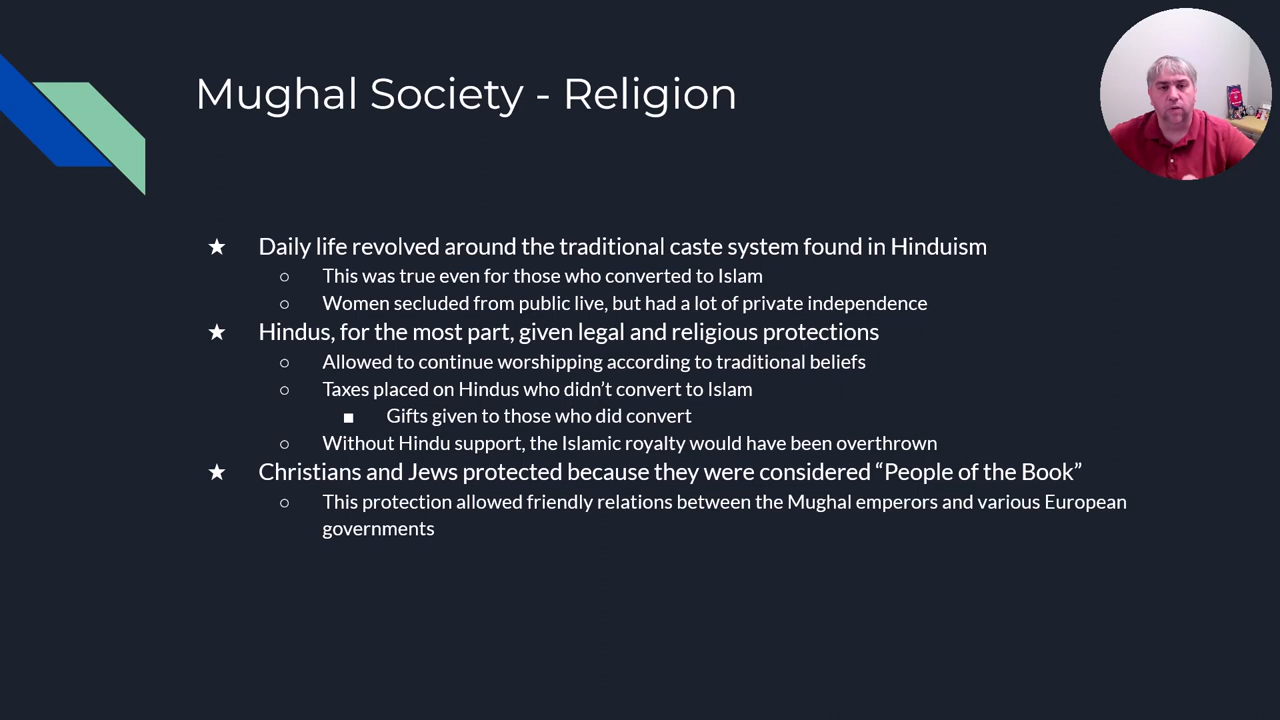 Mughal Society - Religion
★ Daily life revolved around the traditional caste system found in Hinduism
○ This was true even for those who converted to Islam
○ Women secluded from public live, but had a lot of private independence
★ Hindus, for the most part, given legal and religious protections
○ Allowed to continue worshipping according to traditional beliefs
○ Taxes placed on Hindus who didn’t convert to Islam
■ Gifts given to those who did convert
○ Without Hindu support, the Islamic royalty would have been overthrown
★ Christians and Jews protected because they were considered “People of the Book”
○ This protection allowed friendly relations between the Mughal emperors and various European
governments